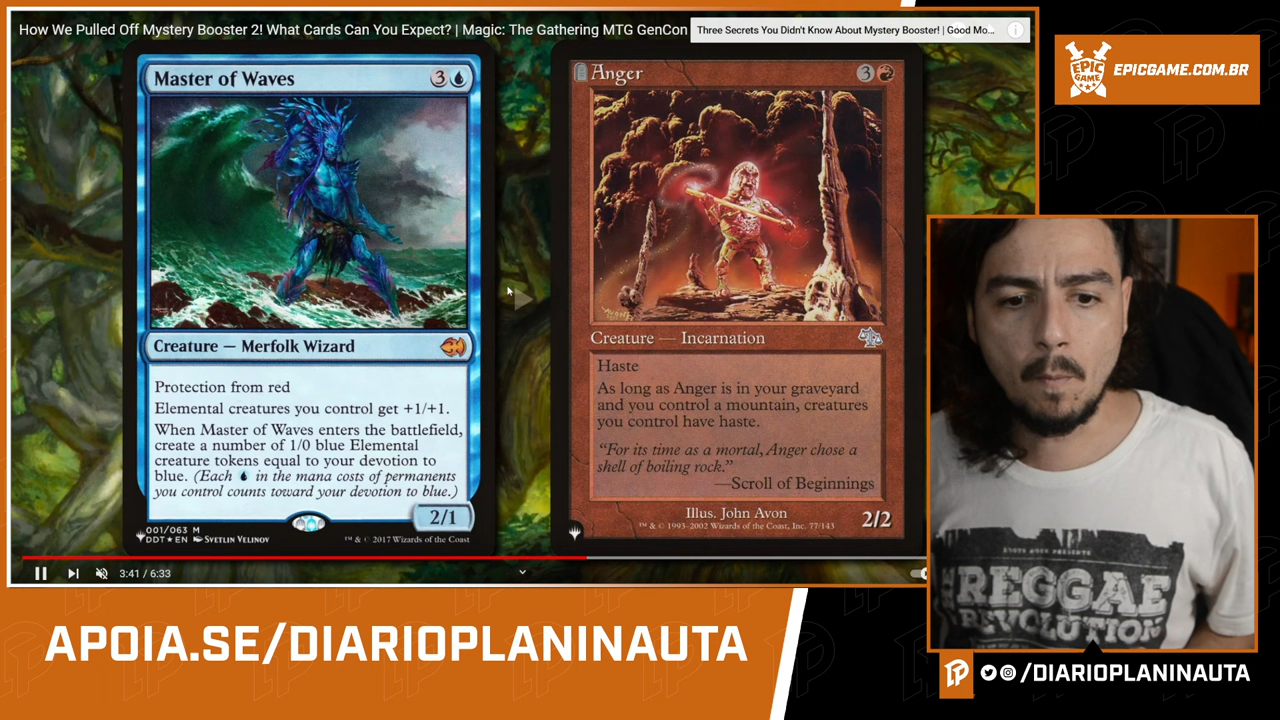 How We Pulled Off Mystery Booster 2! What Cards Can You Expect? | Magic: The Gathering MTG GenCon
Three Secrets You Didn't Know About Mystery Booster! | Good Mo...
EPIC GAME
EPICGAME.COM.BR
Master of Waves
3
Creature — Merfolk Wizard
Protection from red
Elemental creatures you control get +1/+1.
When Master of Waves enters the battlefield,
create a number of 1/0 blue Elemental
creature tokens equal to your devotion to
blue. (Each in the mana costs of permanents
you control counts toward your devotion to blue.)
2/1
001/063 M
DDT★EN Svetlin Velinov
™ & © 2017 Wizards of the Coast
Anger
3
Creature — Incarnation
Haste
As long as Anger is in your graveyard
and you control a mountain, creatures
you control have haste.
“For its time as a mortal, Anger chose a
shell of boiling rock.”
—Scroll of Beginnings
Illus. John Avon
™ & © 1993-2002 Wizards of the Coast, Inc. 77/143
2/2
3:41 / 6:33
REGGAE
REVOLUTION
APOIA.SE/DIARIOPLANINAUTA
/DIARIOPLANINAUTA